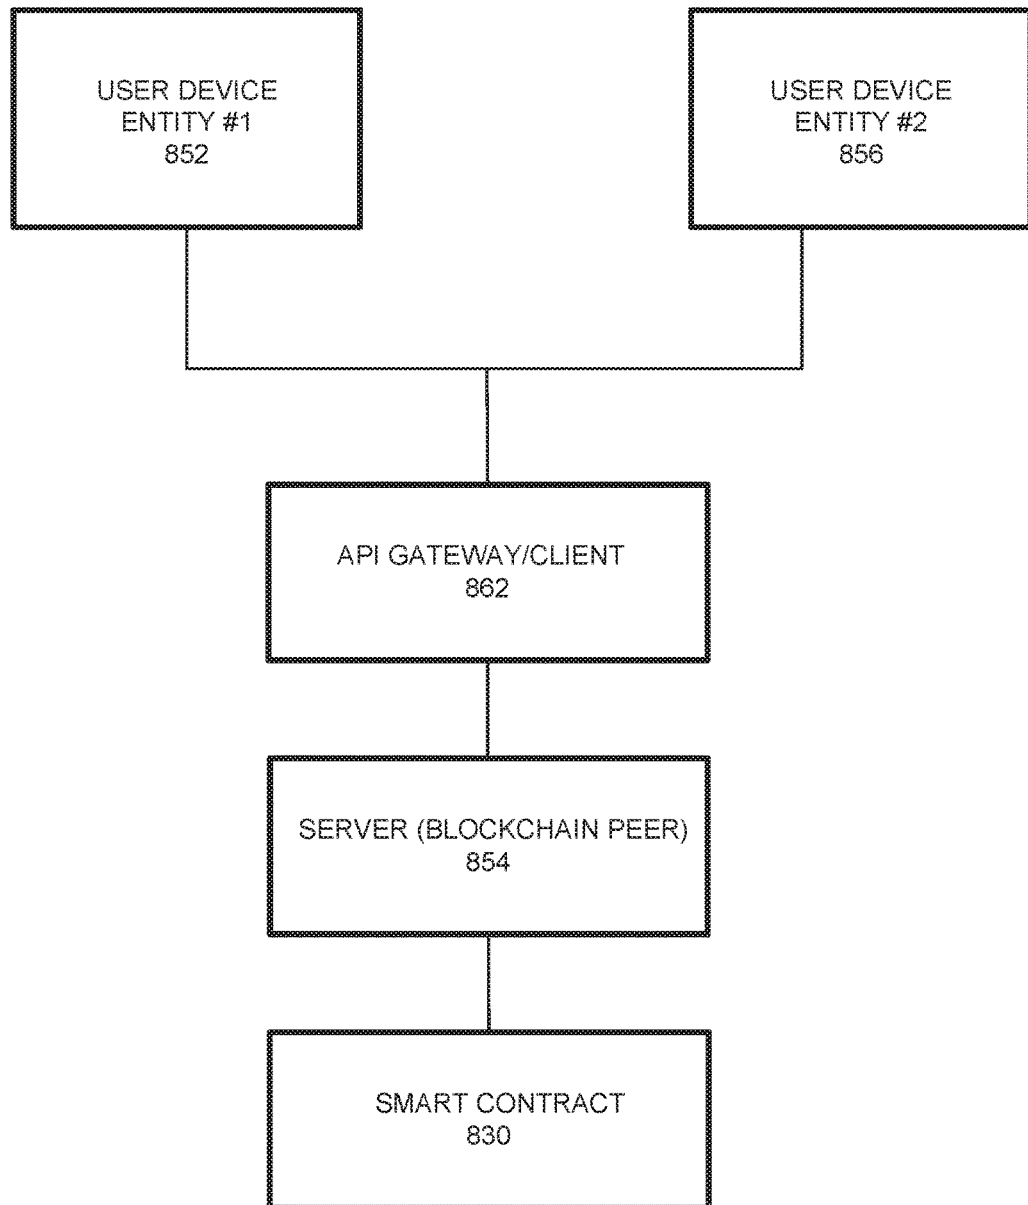 USER DEVICE
ENTITY #1
852
USER DEVICE
ENTITY #2
856
API GATEWAY/CLIENT
862
SERVER (BLOCKCHAIN PEER)
854
SMART CONTRACT
830